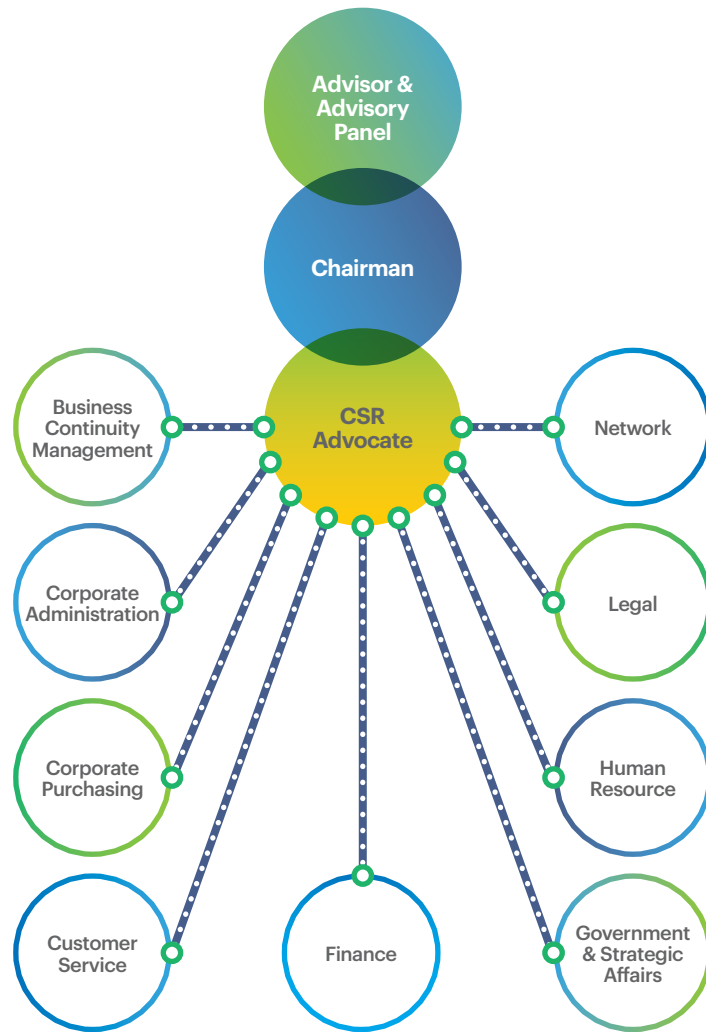 Advisor &
Advisory
Panel
Chairman
CSR
Advocate
Business
Continuity
Management
Network
Corporate
Administration
Legal
Corporate
Purchasing
Human
Resource
Customer
Service
Finance
Government
& Strategic
Affairs